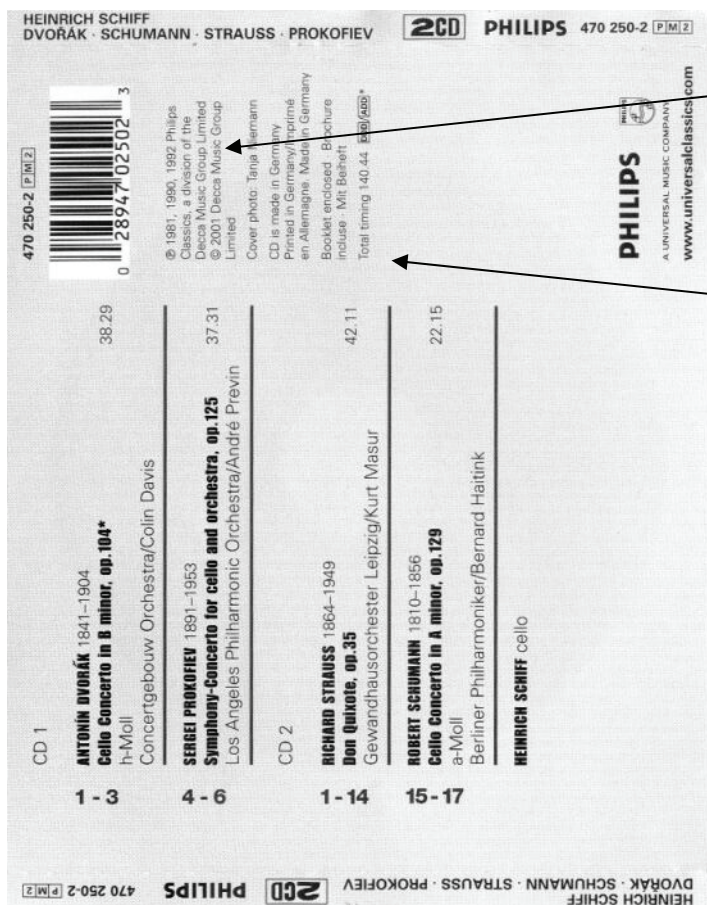 HEINRICH SCHIFF
DVOŘÁK · SCHUMANN · STRAUSS · PROKOFIEV
2CD PHILIPS 470 250-2 PM2
470 250-2 PM2
0 28947 02502 3
℗ 1981, 1990, 1992 Philips
Classics, a division of the
Decca Music Group Limited
© 2001 Decca Music Group
Limited
Cover photo: Tanja Niemann
CD is made in Germany
Printed in Germany/Imprimé
en Allemagne. Made in Germany
Booklet enclosed · Brochure
incluse · Mit Beiheft
Total timing 140.44 DDD/ADD*
PHILIPS
PHILIPS
A UNIVERSAL MUSIC COMPANY
www.universalclassics.com
CD 1
1 - 3 ANTONÍN DVOŘÁK 1841–1904
Cello Concerto in B minor, op.104* 38.29
h-Moll
Concertgebouw Orchestra/Colin Davis
4 - 6 SERGEI PROKOFIEV 1891–1953
Symphony-Concerto for cello and orchestra, op.125 37.31
Los Angeles Philharmonic Orchestra/André Previn
CD 2
1 - 14 RICHARD STRAUSS 1864–1949
Don Quixote, op.35 42.11
Gewandhausorchester Leipzig/Kurt Masur
15 - 17 ROBERT SCHUMANN 1810–1856
Cello Concerto in A minor, op.129 22.15
a-Moll
Berliner Philharmoniker/Bernard Haitink
HEINRICH SCHIFF cello
HEINRICH SCHIFF
DVOŘÁK · SCHUMANN · STRAUSS · PROKOFIEV
2CD PHILIPS 470 250-2 PM2